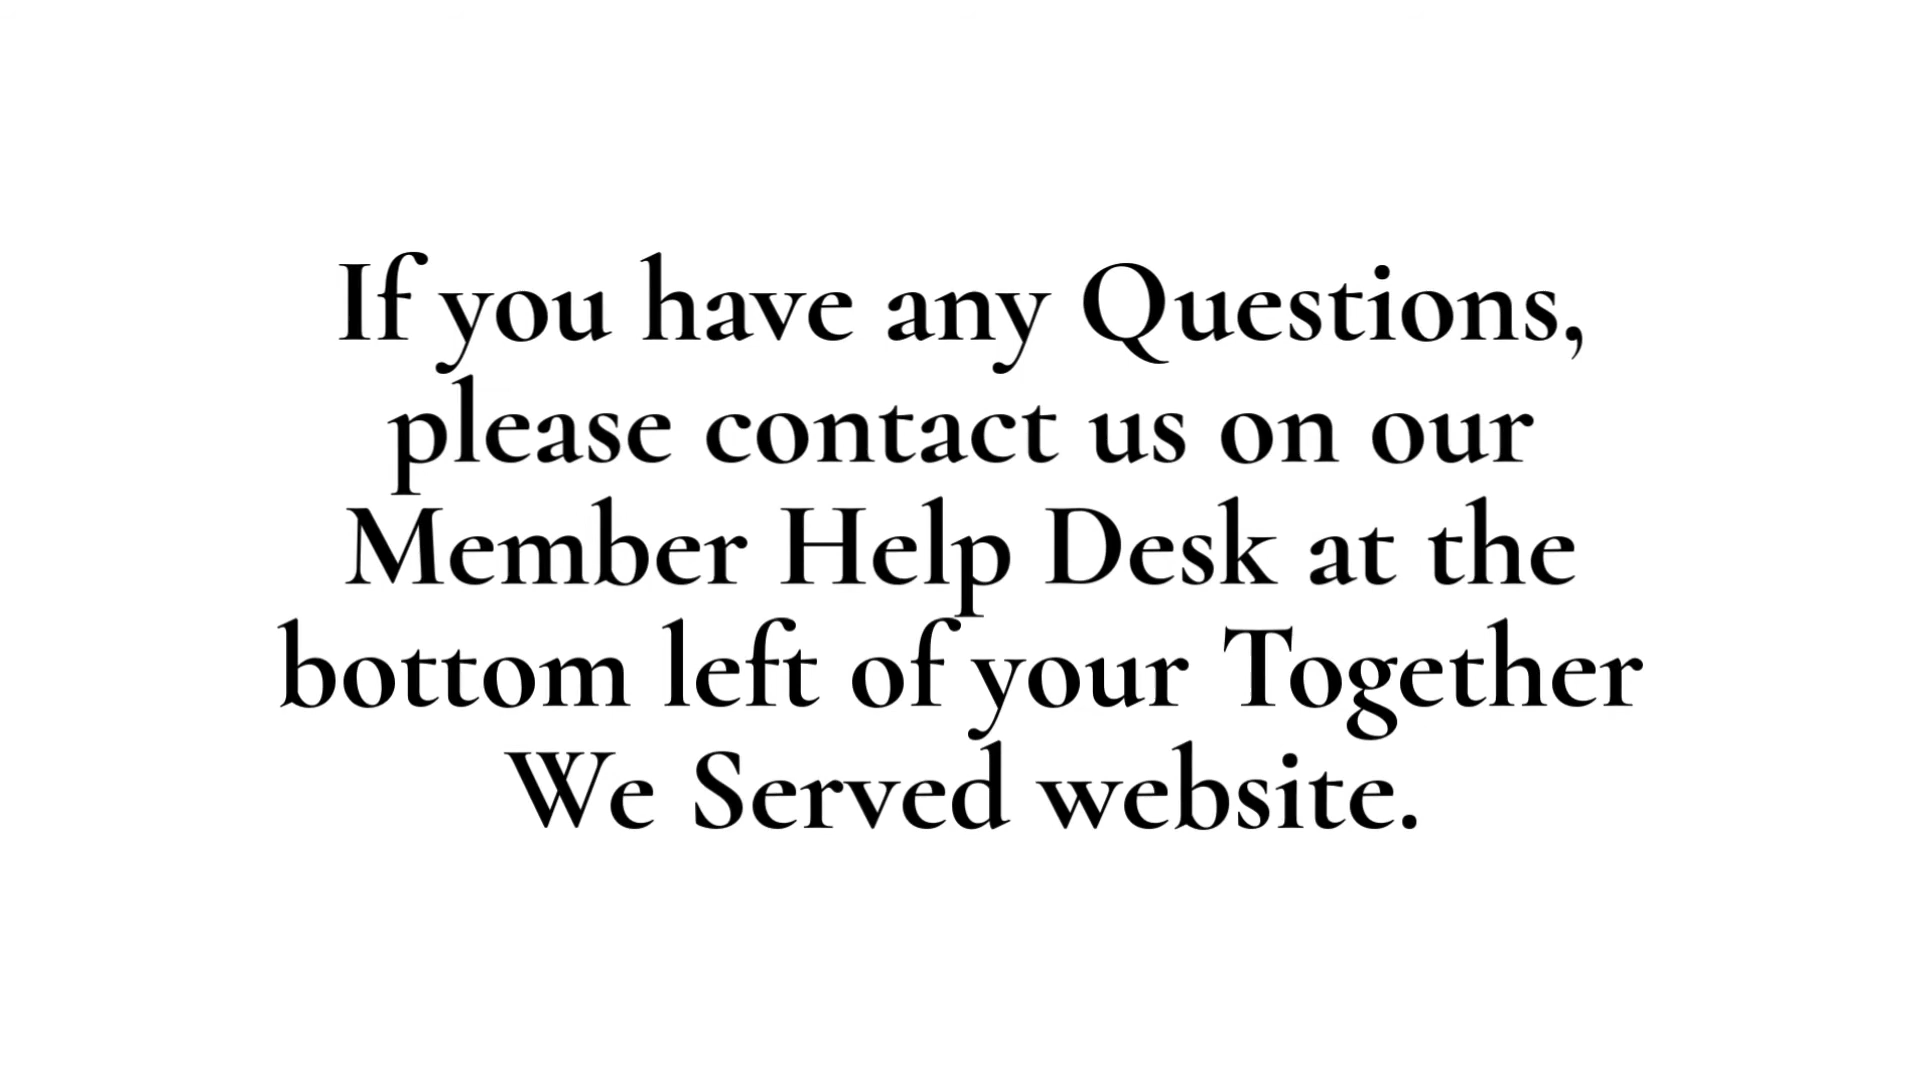 If you have any Questions,
please contact us on our
Member Help Desk at the
bottom left of your Together
We Served website.